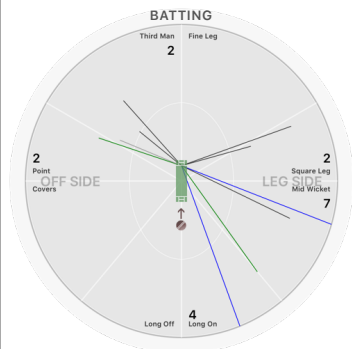 BATTING
Third Man Fine Leg
2
2 2
Point Square Leg
OFF SIDE LEG SIDE
Covers Mid Wicket
7
4
Long Off Long On